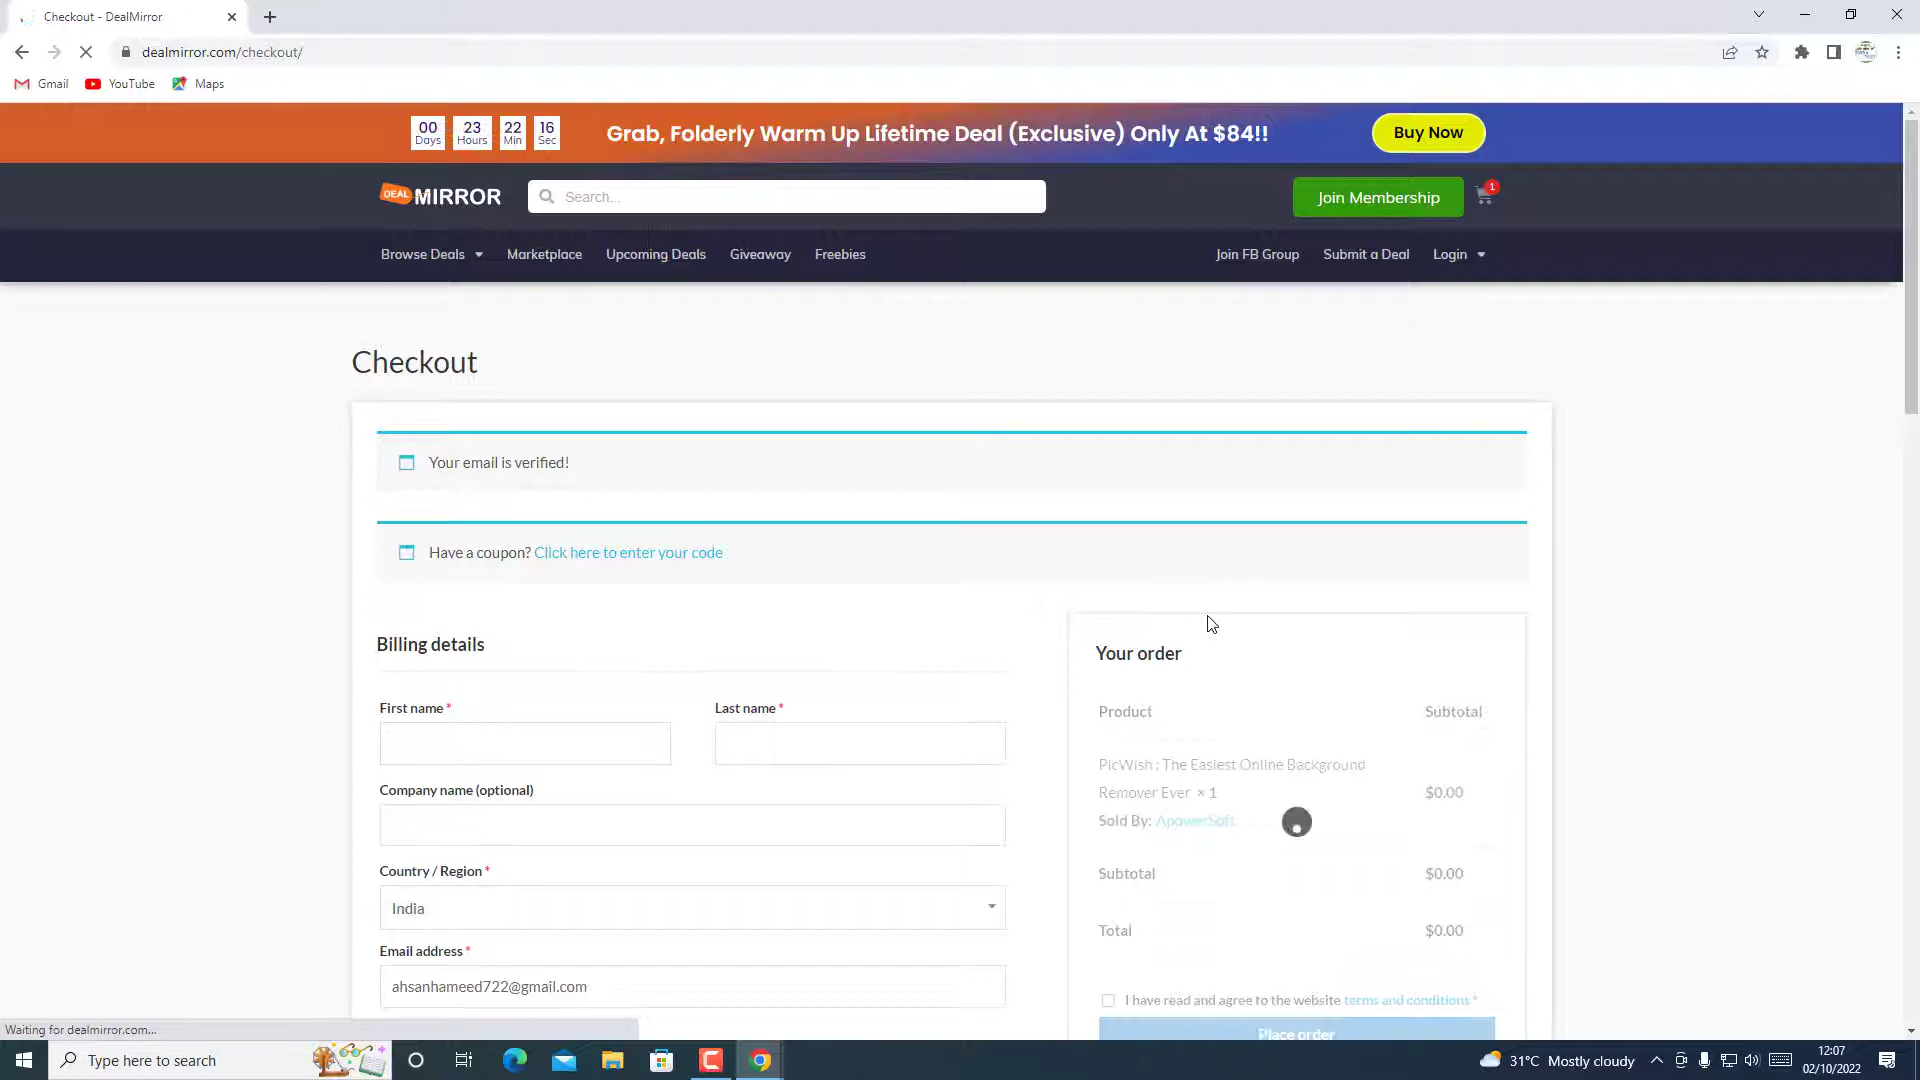 Checkout - DealMirror
dealmirror.com/checkout/
Gmail YouTube Maps
00 Days 23 Hours 22 Min 16 Sec
Grab, Folderly Warm Up Lifetime Deal (Exclusive) Only At $84!!
Buy Now
DEAL MIRROR
Search...
Join Membership
1
Browse Deals Marketplace Upcoming Deals Giveaway Freebies
Join FB Group Submit a Deal Login
Checkout
Your email is verified!
Have a coupon? Click here to enter your code
Billing details
First name *
Last name *
Company name (optional)
Country / Region *
India
Email address *
ahsanhameed722@gmail.com
Your order
Product Subtotal
PicWish : The Easiest Online Background
Remover Ever × 1 $0.00
Sold By: ApowerSoft
Subtotal $0.00
Total $0.00
I have read and agree to the website terms and conditions *
Place order
Waiting for dealmirror.com...
Type here to search
31°C Mostly cloudy
12:07
02/10/2022